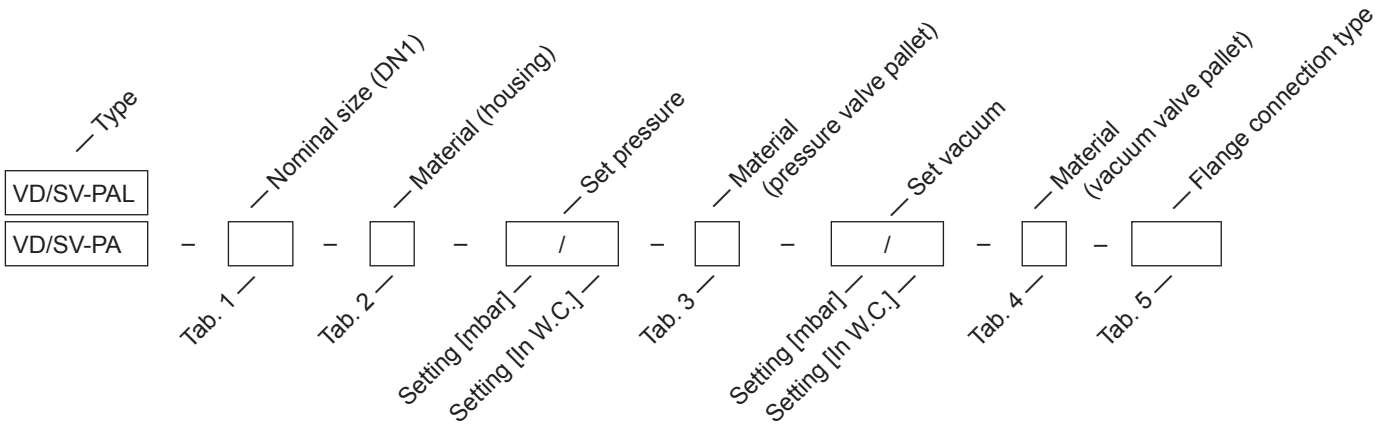 — Type
— Nominal size (DN1)
— Material (housing)
— Set pressure
— Material
(pressure valve pallet)
— Set vacuum
— Material
(vacuum valve pallet)
— Flange connection type
VD/SV-PAL
VD/SV-PA – – – / – – / – –
Tab. 1 —
Tab. 2 —
Setting [mbar] —
Setting [In W.C.] —
Tab. 3 —
Setting [mbar] —
Setting [In W.C.] —
Tab. 4 —
Tab. 5 —